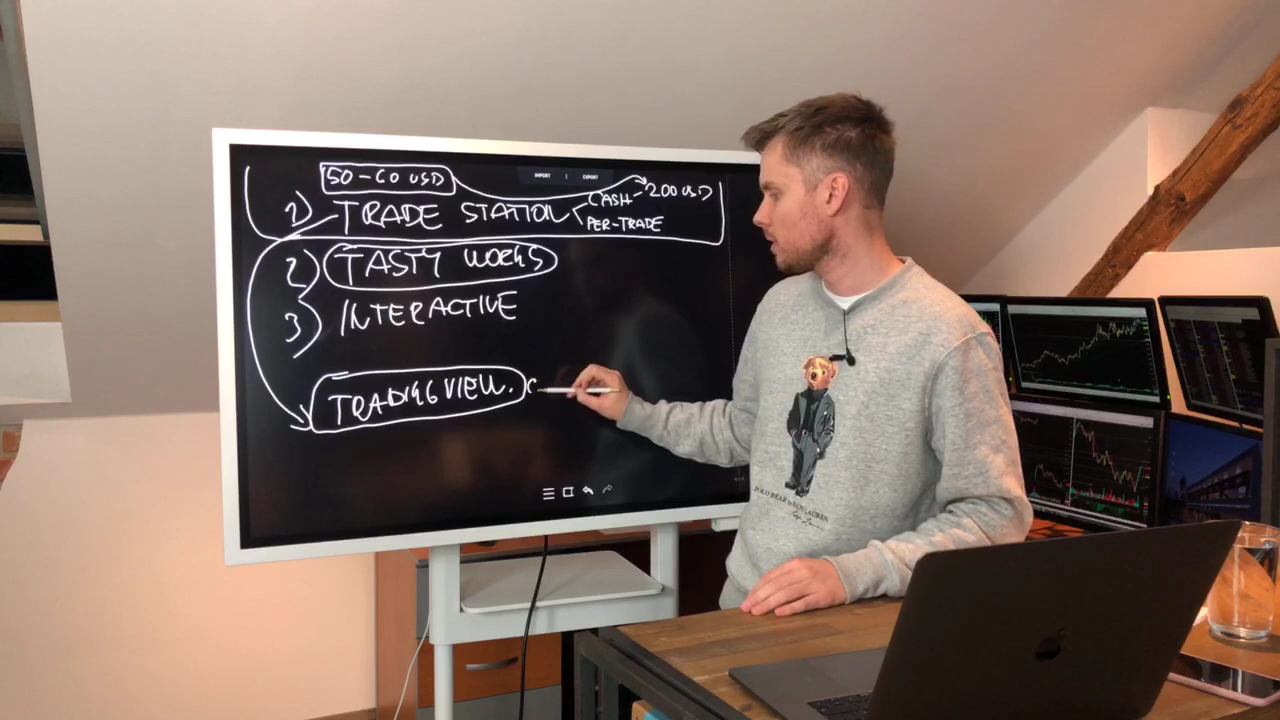 IMPORT | EXPORT
50-60 USD
200 USD
1) TRADE STATION
CASH
PER-TRADE
2) TASTY WORKS
3) INTERACTIVE
TRADINGVIEW.
POLO BEAR by RALPH LAUREN